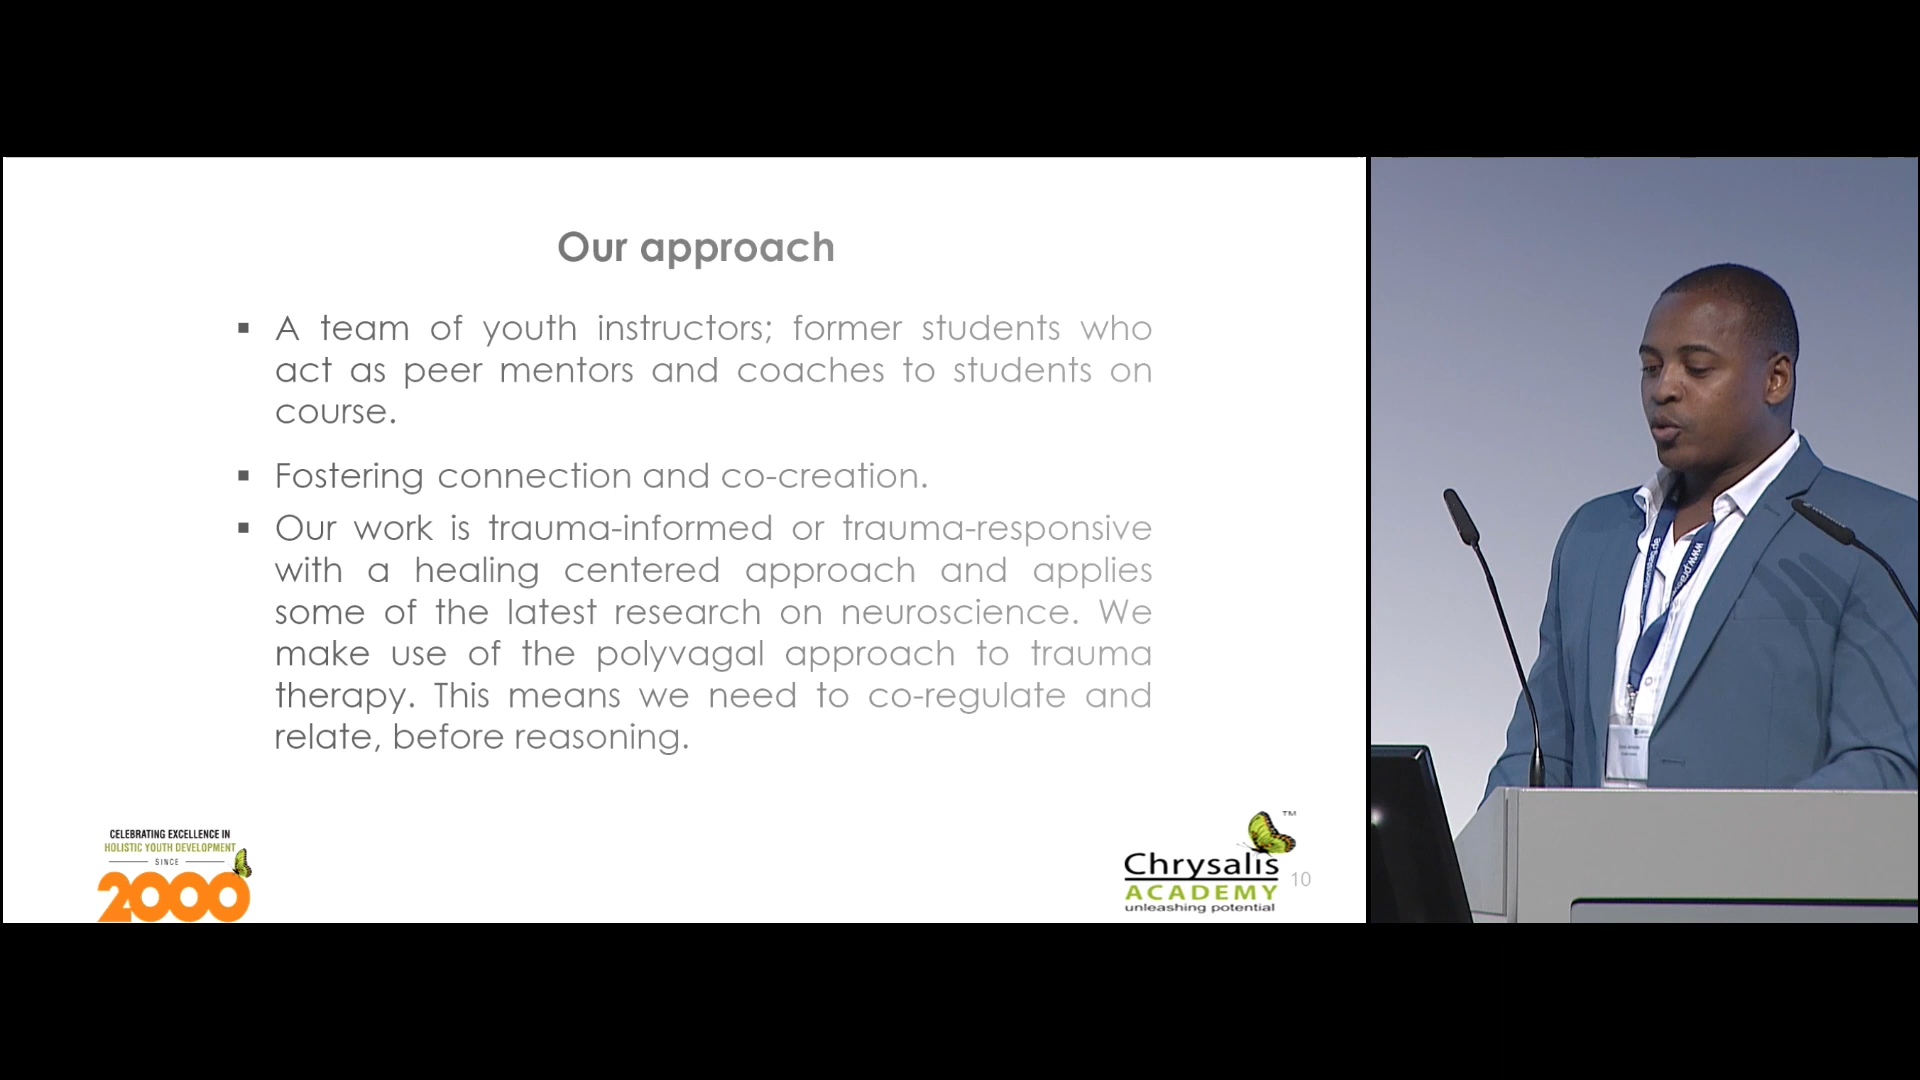 Our approach
▪ A team of youth instructors; former students who
act as peer mentors and coaches to students on
course.
▪ Fostering connection and co-creation.
▪ Our work is trauma-informed or trauma-responsive
with a healing centered approach and applies
some of the latest research on neuroscience. We
make use of the polyvagal approach to trauma
therapy. This means we need to co-regulate and
relate, before reasoning.
CELEBRATING EXCELLENCE IN
HOLISTIC YOUTH DEVELOPMENT
SINCE
2000
Chrysalis TM
ACADEMY
unleashing potential
10